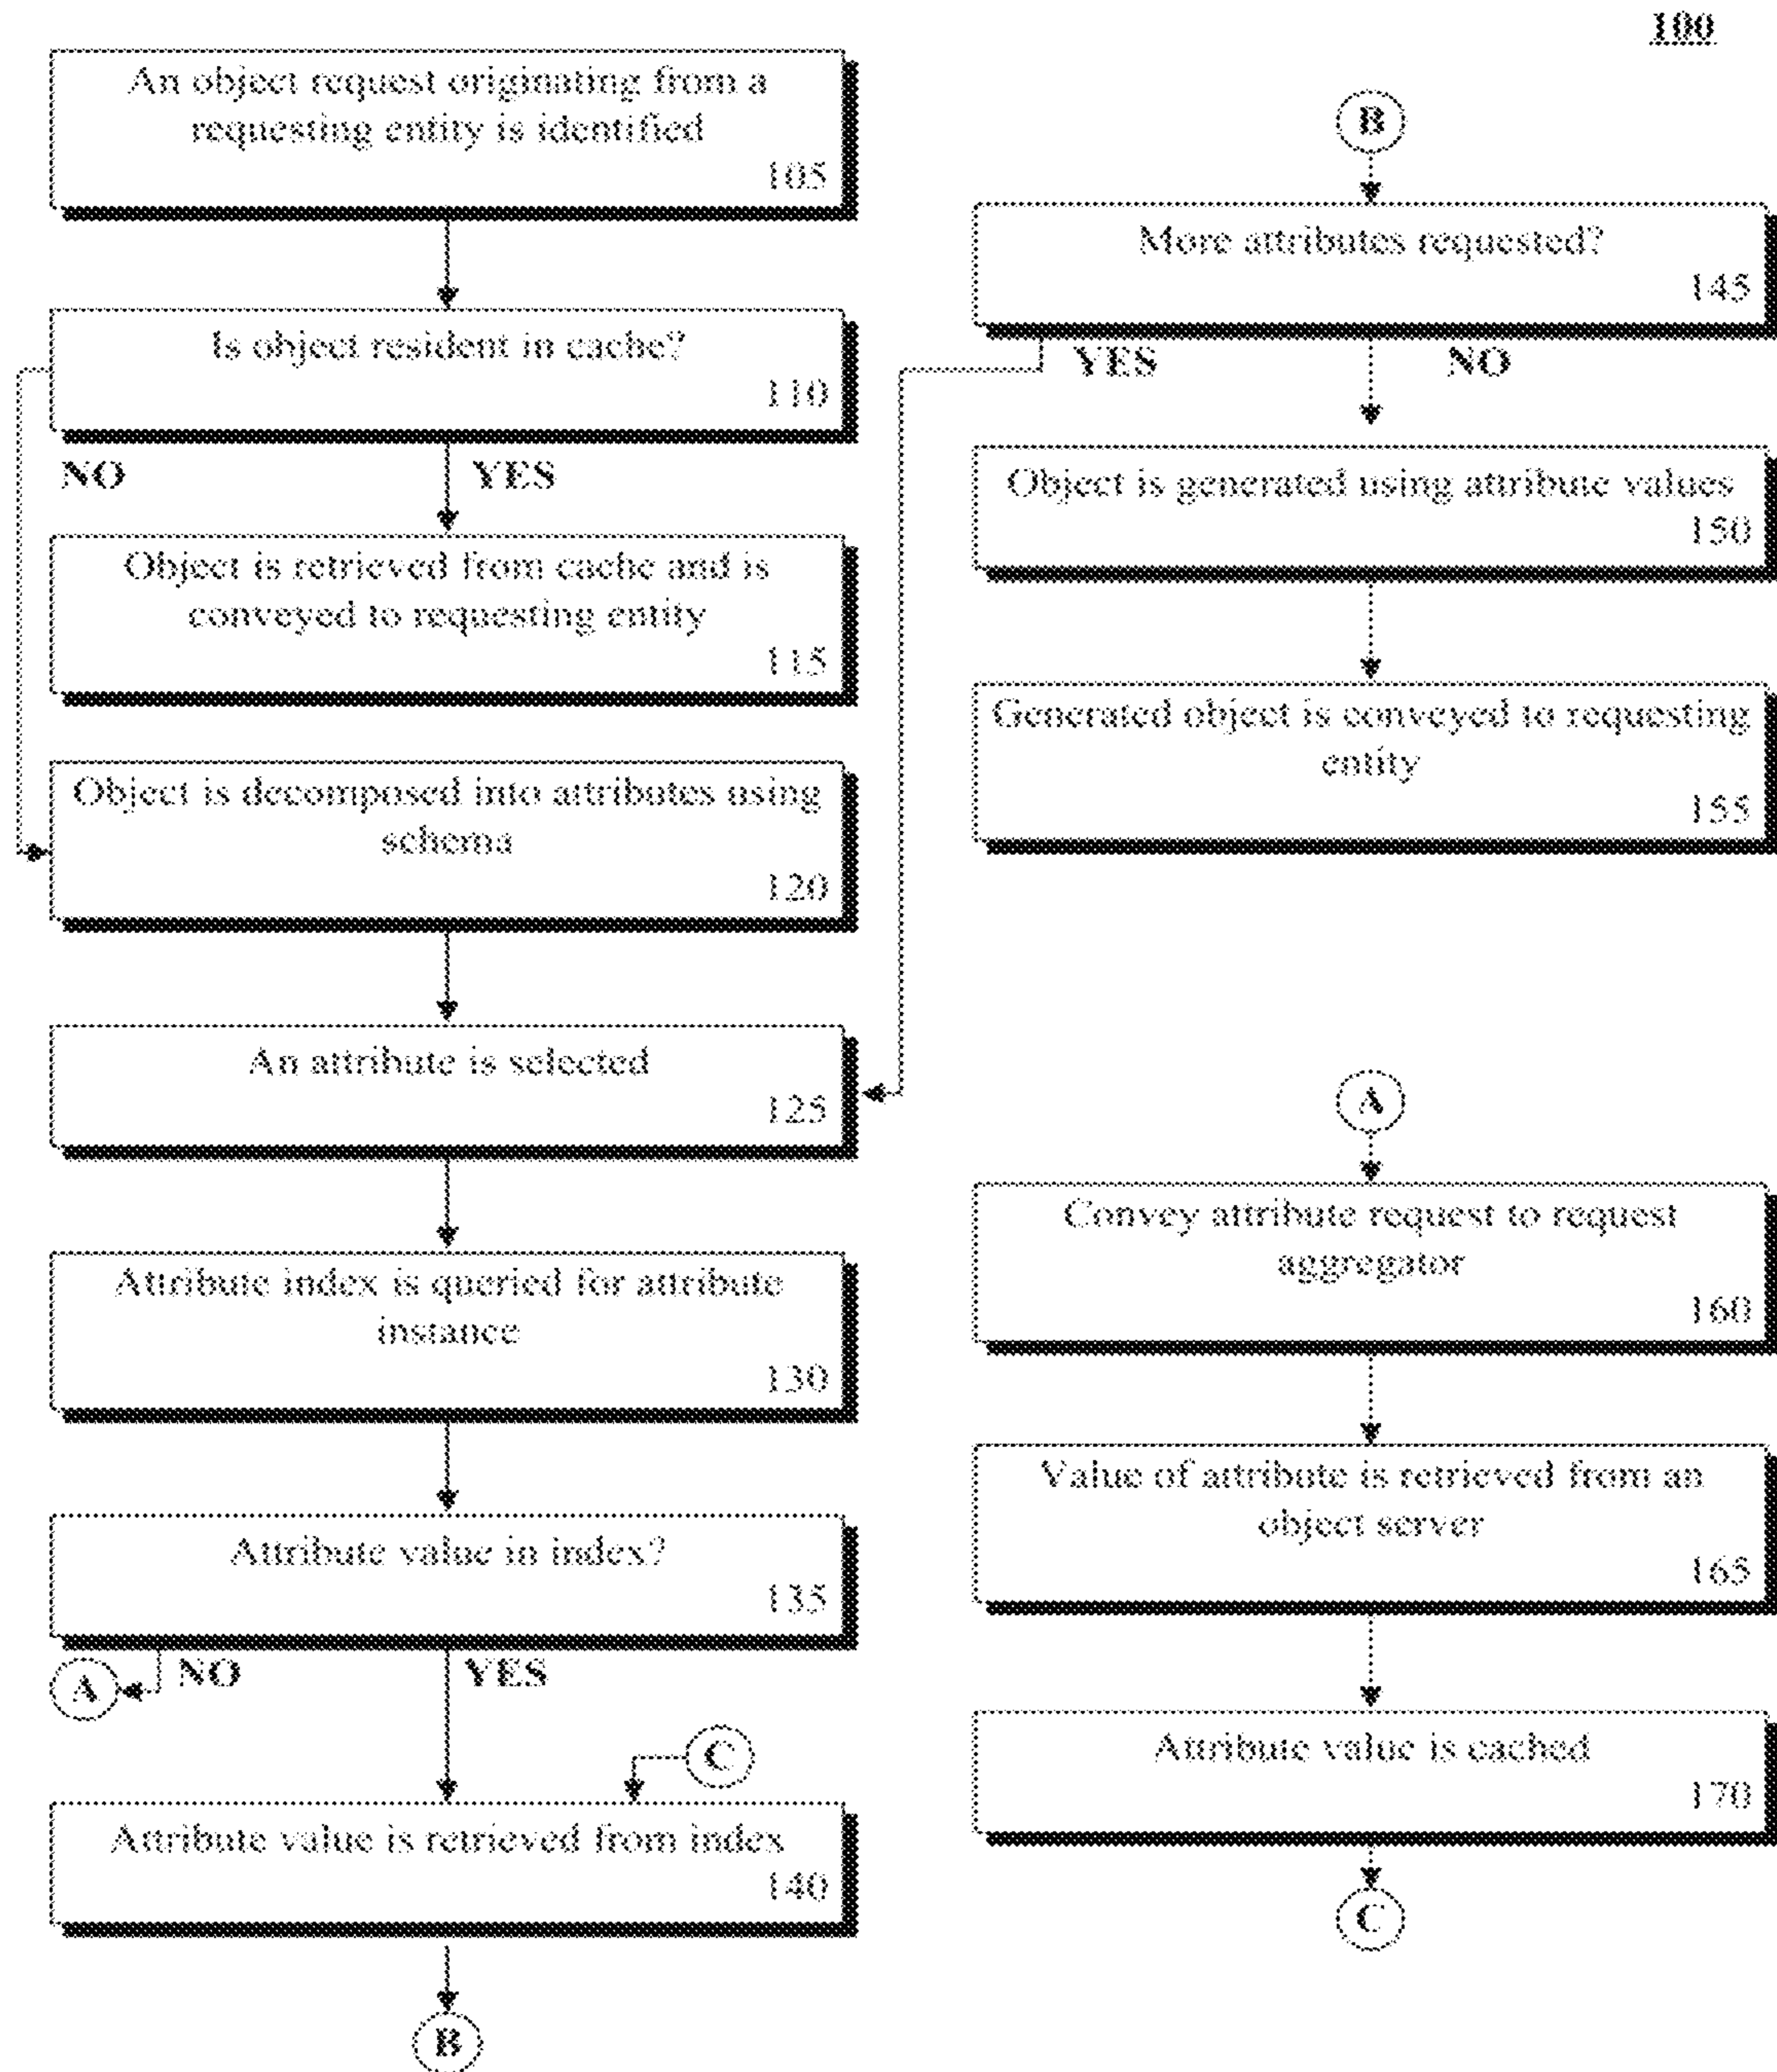 100
An object request originating from a
requesting entity is identified
105
Is object resident in cache?
110
NO
YES
Object is retrieved from cache and is
conveyed to requesting entity
115
Object is decomposed into attributes using
schema
120
An attribute is selected
125
Attribute index is queried for attribute
instance
130
Attribute value in index?
135
A
NO
YES
C
Attribute value is retrieved from index
140
B
B
More attributes requested?
145
YES
NO
Object is generated using attribute values
150
Generated object is conveyed to requesting
entity
155
A
Convey attribute request to request
aggregator
160
Value of attribute is retrieved from an
object server
165
Attribute value is cached
170
C